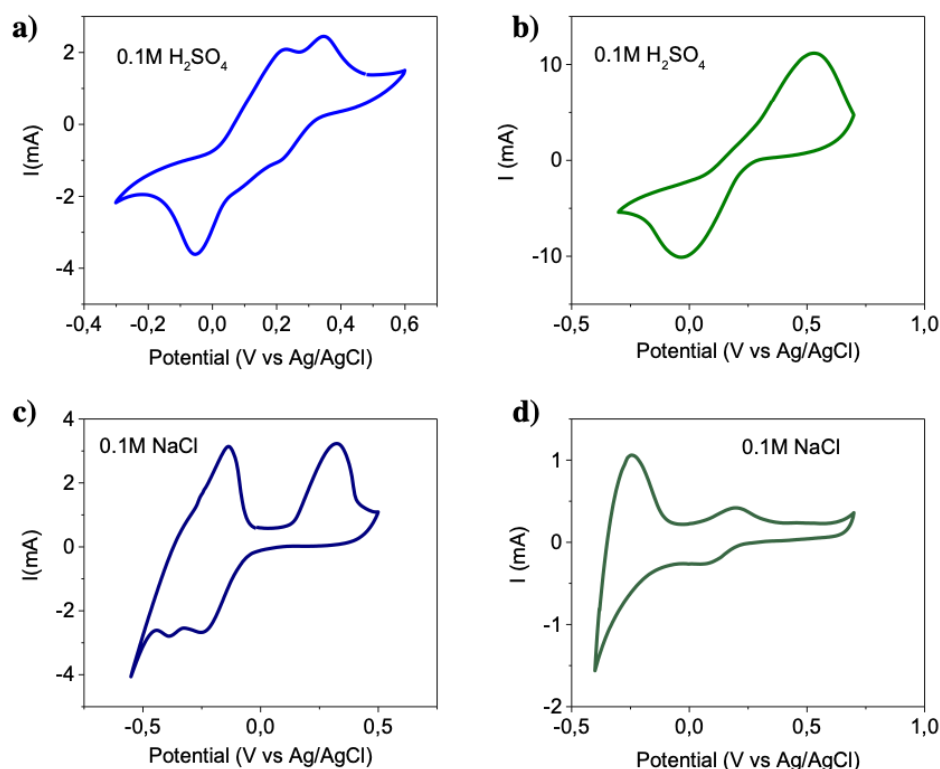 a)
0.1M H₂SO₄
I(mA)
2
0
-2
-4
-0,4 -0,2 0,0 0,2 0,4 0,6
Potential (V vs Ag/AgCl)
b)
0.1M H₂SO₄
I (mA)
10
0
-10
-0,5 0,0 0,5 1,0
Potential (V vs Ag/AgCl)
c)
0.1M NaCl
I(mA)
4
2
0
-2
-4
-0,5 0,0 0,5
Potential (V vs Ag/AgCl)
d)
0.1M NaCl
I (mA)
1
0
-1
-2
-0,5 0,0 0,5 1,0
Potential (V vs Ag/AgCl)